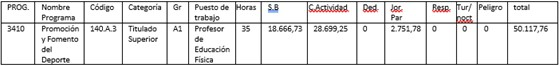 PROG. Nombre Programa Código Categoría Gr Puesto de trabajo Horas S.B C.Actividad. Ded. Jor. Par Resp. Tur/ noct. Peligro total
3410 Promoción y Fomento del Deporte 140.A.3 Titulado Superior A1 Profesor de Educación Física 35 18.666,73 28.699,25 0 2.751,78 0 0 0 50.117,76